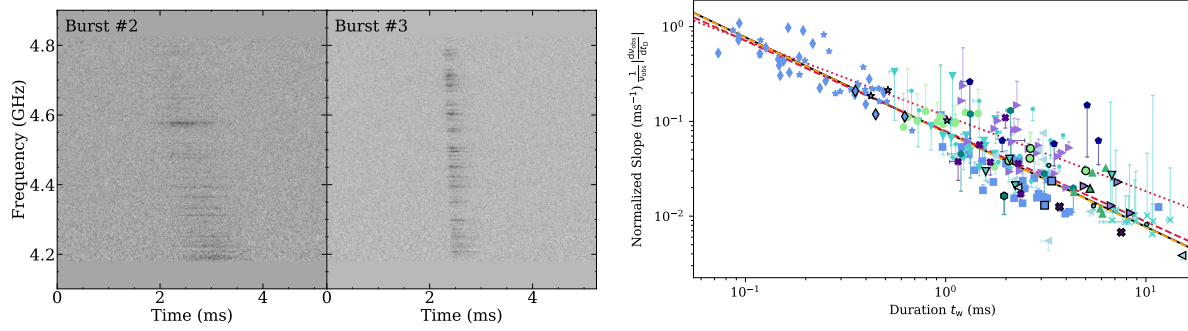 Burst #2
Burst #3
4.8
4.6
4.4
4.2
Frequency (GHz)
0
2
4
0
2
4
Time (ms)
Time (ms)
10⁰
10⁻¹
10⁻²
Normalized Slope (ms⁻¹) 1/ν_obs |dν_obs/dt_D|
10⁻¹
10⁰
10¹
Duration t_w (ms)